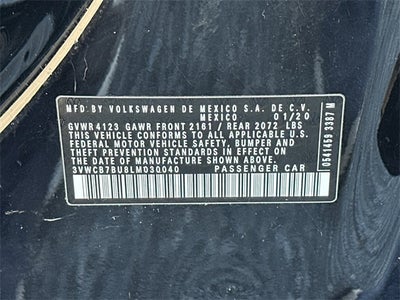 MFD.BY VOLKSWAGEN DE MEXICO S.A. DE C.V.
MEXICO 01/20
GVWR 4123 GAWR FRONT 2161 / REAR 2072 LBS
THIS VEHICLE CONFORMS TO ALL APPLICABLE U.S.
FEDERAL MOTOR VEHICLE SAFETY, BUMPER AND
THEFT PREVENTION STANDARDS IN EFFECT ON
THE DATE OF MANUFACTURE SHOWN ABOVE
3VWCB7BU8LM030040 PASSENGER CAR
0541459 3387 M